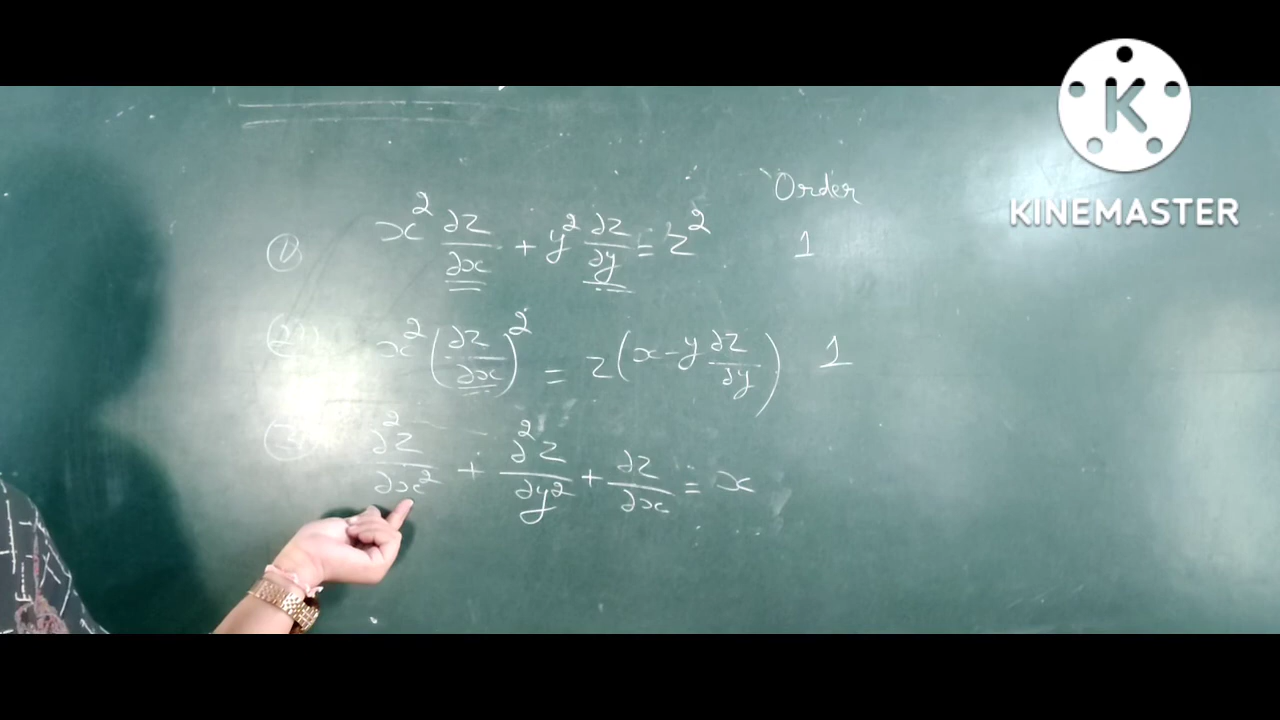 Order
(1) x² ∂z/∂x + y² ∂z/∂y = z² 1
(2) x² (∂z/∂x)² = z(x - y ∂z/∂y) 1
(3) ∂²z/∂x² + ∂²z/∂y² + ∂z/∂x = x
K
KINEMASTER